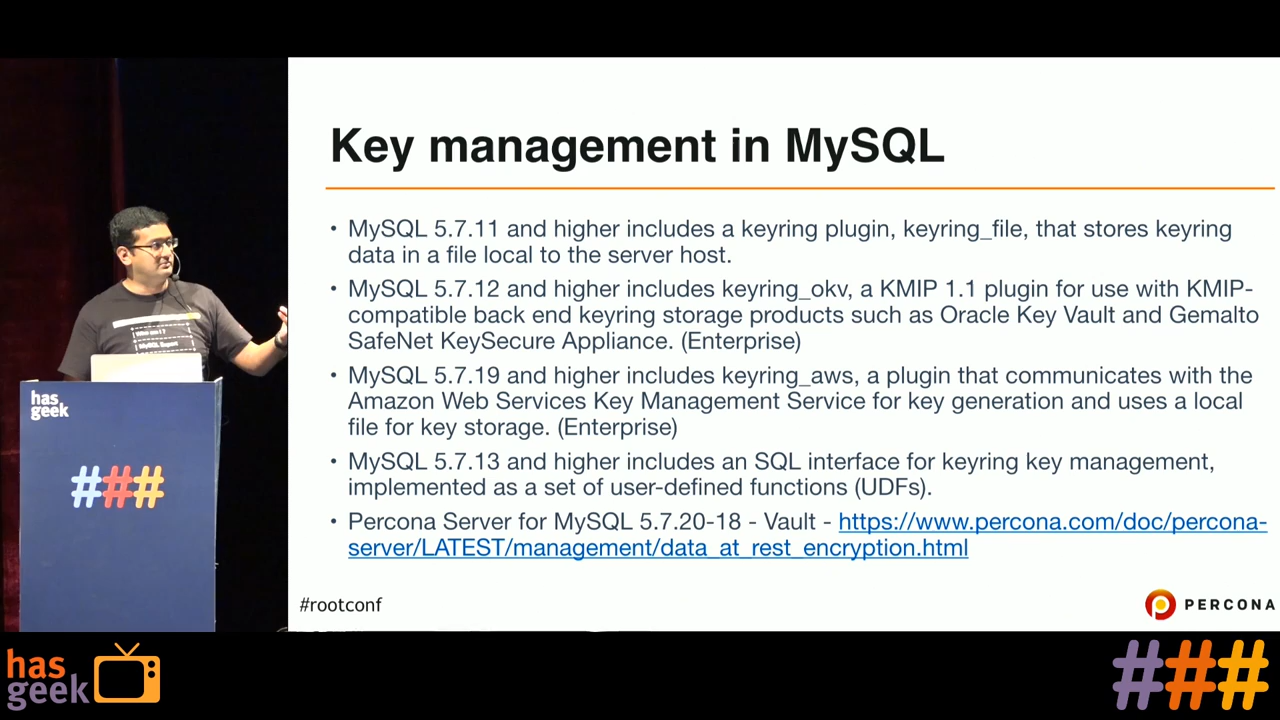 Key management in MySQL
• MySQL 5.7.11 and higher includes a keyring plugin, keyring_file, that stores keyring
data in a file local to the server host.
• MySQL 5.7.12 and higher includes keyring_okv, a KMIP 1.1 plugin for use with KMIP-
compatible back end keyring storage products such as Oracle Key Vault and Gemalto
SafeNet KeySecure Appliance. (Enterprise)
• MySQL 5.7.19 and higher includes keyring_aws, a plugin that communicates with the
Amazon Web Services Key Management Service for key generation and uses a local
file for key storage. (Enterprise)
• MySQL 5.7.13 and higher includes an SQL interface for keyring key management,
implemented as a set of user-defined functions (UDFs).
• Percona Server for MySQL 5.7.20-18 - Vault - https://www.percona.com/doc/percona-
server/LATEST/management/data_at_rest_encryption.html
#rootconf
PERCONA
has
geek
###
has
geek
###